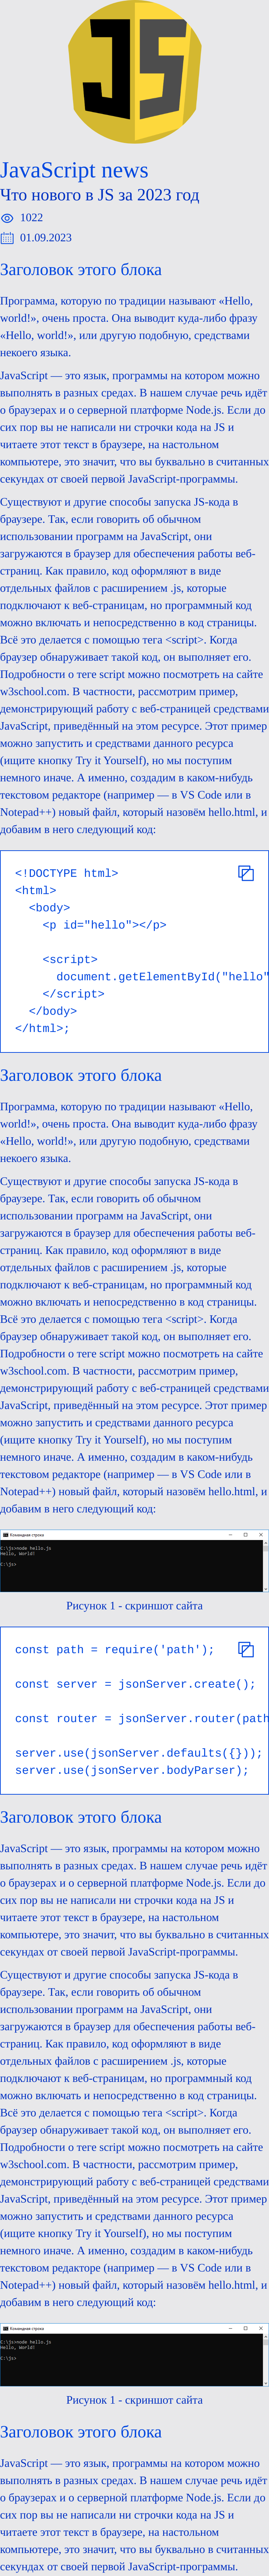 JS
JavaScript news
Что нового в JS за 2023 год
1022
01.09.2023
Заголовок этого блока
Программа, которую по традиции называют «Hello,
world!», очень проста. Она выводит куда-либо фразу
«Hello, world!», или другую подобную, средствами
некоего языка.
JavaScript — это язык, программы на котором можно
выполнять в разных средах. В нашем случае речь идёт
о браузерах и о серверной платформе Node.js. Если до
сих пор вы не написали ни строчки кода на JS и
читаете этот текст в браузере, на настольном
компьютере, это значит, что вы буквально в считанных
секундах от своей первой JavaScript-программы.
Существуют и другие способы запуска JS-кода в
браузере. Так, если говорить об обычном
использовании программ на JavaScript, они
загружаются в браузер для обеспечения работы веб-
страниц. Как правило, код оформляют в виде
отдельных файлов с расширением .js, которые
подключают к веб-страницам, но программный код
можно включать и непосредственно в код страницы.
Всё это делается с помощью тега <script>. Когда
браузер обнаруживает такой код, он выполняет его.
Подробности о теге script можно посмотреть на сайте
w3school.com. В частности, рассмотрим пример,
демонстрирующий работу с веб-страницей средствами
JavaScript, приведённый на этом ресурсе. Этот пример
можно запустить и средствами данного ресурса
(ищите кнопку Try it Yourself), но мы поступим
немного иначе. А именно, создадим в каком-нибудь
текстовом редакторе (например — в VS Code или в
Notepad++) новый файл, который назовём hello.html, и
добавим в него следующий код:
<!DOCTYPE html>
<html>
<body>
<p id="hello"></p>
<script>
document.getElementById("hello"
</script>
</body>
</html>;
Заголовок этого блока
Программа, которую по традиции называют «Hello,
world!», очень проста. Она выводит куда-либо фразу
«Hello, world!», или другую подобную, средствами
некоего языка.
Существуют и другие способы запуска JS-кода в
браузере. Так, если говорить об обычном
использовании программ на JavaScript, они
загружаются в браузер для обеспечения работы веб-
страниц. Как правило, код оформляют в виде
отдельных файлов с расширением .js, которые
подключают к веб-страницам, но программный код
можно включать и непосредственно в код страницы.
Всё это делается с помощью тега <script>. Когда
браузер обнаруживает такой код, он выполняет его.
Подробности о теге script можно посмотреть на сайте
w3school.com. В частности, рассмотрим пример,
демонстрирующий работу с веб-страницей средствами
JavaScript, приведённый на этом ресурсе. Этот пример
можно запустить и средствами данного ресурса
(ищите кнопку Try it Yourself), но мы поступим
немного иначе. А именно, создадим в каком-нибудь
текстовом редакторе (например — в VS Code или в
Notepad++) новый файл, который назовём hello.html, и
добавим в него следующий код:
Командная строка
C:\js>node hello.js
Hello, World!
C:\js>
Рисунок 1 - скриншот сайта
const path = require('path');
const server = jsonServer.create();
const router = jsonServer.router(path
server.use(jsonServer.defaults({}));
server.use(jsonServer.bodyParser);
Заголовок этого блока
JavaScript — это язык, программы на котором можно
выполнять в разных средах. В нашем случае речь идёт
о браузерах и о серверной платформе Node.js. Если до
сих пор вы не написали ни строчки кода на JS и
читаете этот текст в браузере, на настольном
компьютере, это значит, что вы буквально в считанных
секундах от своей первой JavaScript-программы.
Существуют и другие способы запуска JS-кода в
браузере. Так, если говорить об обычном
использовании программ на JavaScript, они
загружаются в браузер для обеспечения работы веб-
страниц. Как правило, код оформляют в виде
отдельных файлов с расширением .js, которые
подключают к веб-страницам, но программный код
можно включать и непосредственно в код страницы.
Всё это делается с помощью тега <script>. Когда
браузер обнаруживает такой код, он выполняет его.
Подробности о теге script можно посмотреть на сайте
w3school.com. В частности, рассмотрим пример,
демонстрирующий работу с веб-страницей средствами
JavaScript, приведённый на этом ресурсе. Этот пример
можно запустить и средствами данного ресурса
(ищите кнопку Try it Yourself), но мы поступим
немного иначе. А именно, создадим в каком-нибудь
текстовом редакторе (например — в VS Code или в
Notepad++) новый файл, который назовём hello.html, и
добавим в него следующий код:
Командная строка
C:\js>node hello.js
Hello, World!
C:\js>
Рисунок 1 - скриншот сайта
Заголовок этого блока
JavaScript — это язык, программы на котором можно
выполнять в разных средах. В нашем случае речь идёт
о браузерах и о серверной платформе Node.js. Если до
сих пор вы не написали ни строчки кода на JS и
читаете этот текст в браузере, на настольном
компьютере, это значит, что вы буквально в считанных
секундах от своей первой JavaScript-программы.